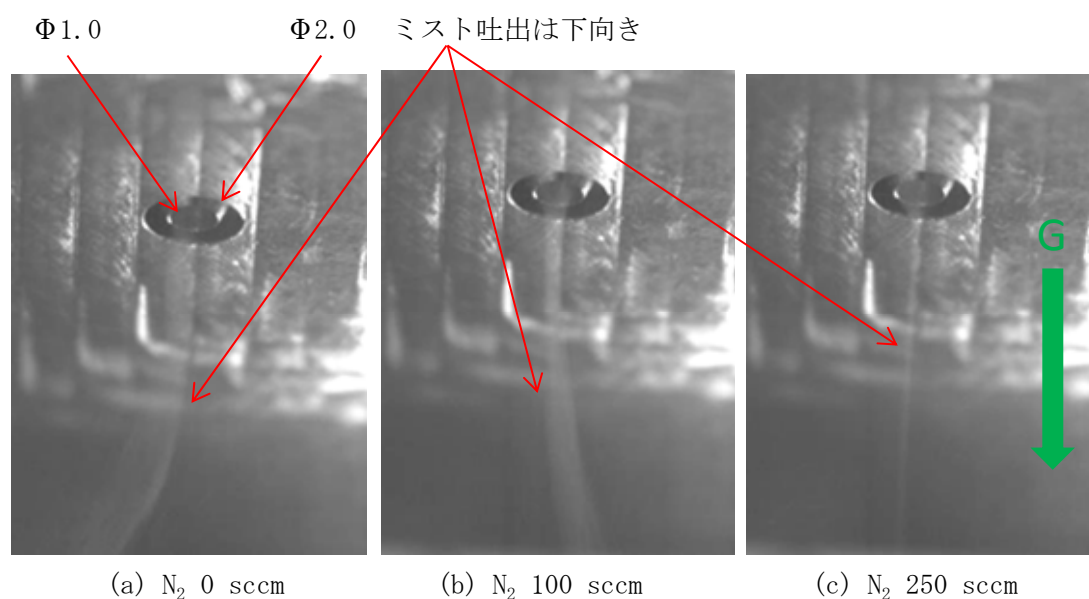 Φ1.0
Φ2.0
ミスト吐出は下向き
G
(a) N₂ 0 sccm
(b) N₂ 100 sccm
(c) N₂ 250 sccm